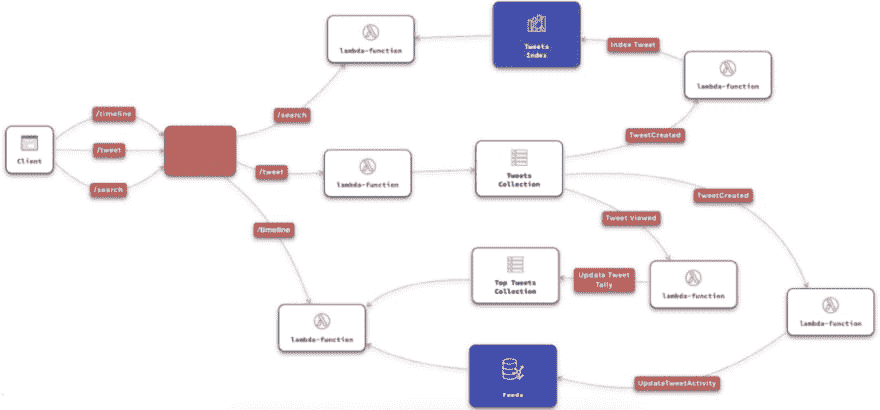 Tweets
Index
Index Tweet
lambda-function
lambda-function
/timeline
/search
TweetCreated
Client
/tweet
/tweet
lambda-function
Tweets
Collection
/search
TweetCreated
Tweet Viewed
/timeline
Top Tweets
Collection
Update Tweet
Tally
lambda-function
lambda-function
lambda-function
UpdateTweetActivity
Feeds